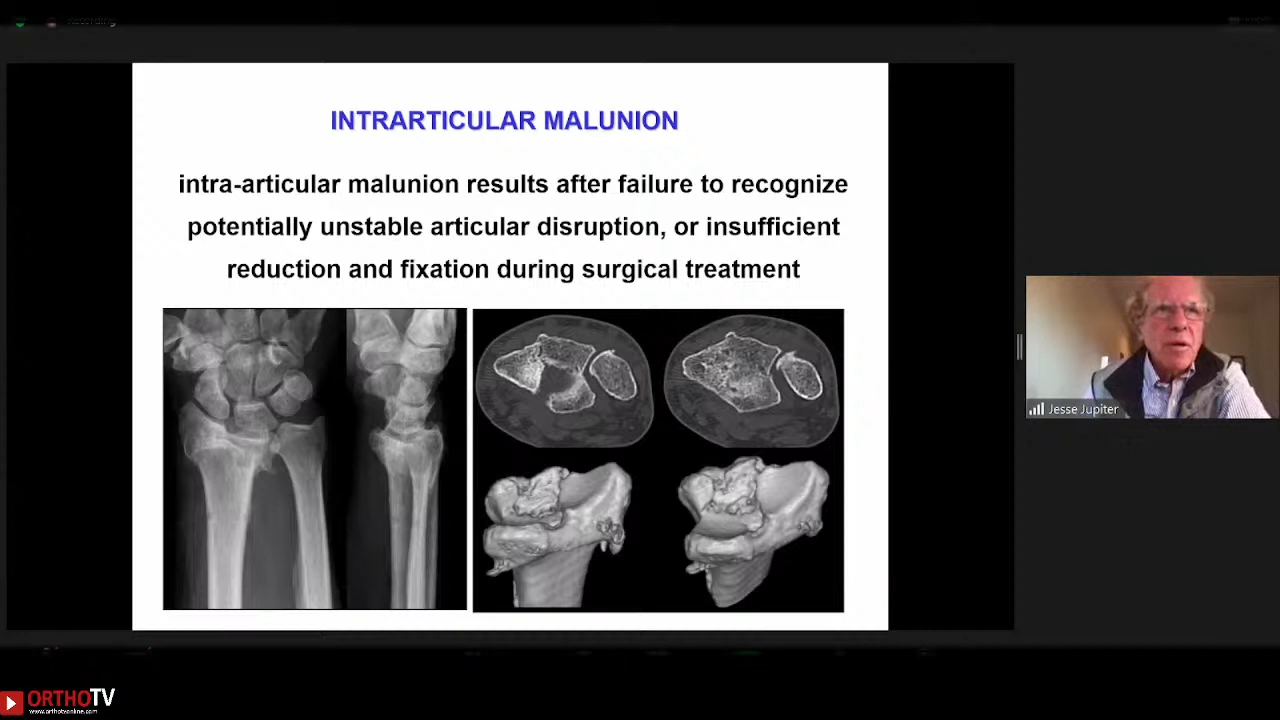 Recording
INTRARTICULAR MALUNION
intra-articular malunion results after failure to recognize
potentially unstable articular disruption, or insufficient
reduction and fixation during surgical treatment
Jesse Jupiter
ORTHOTV
www.orthotvonline.com